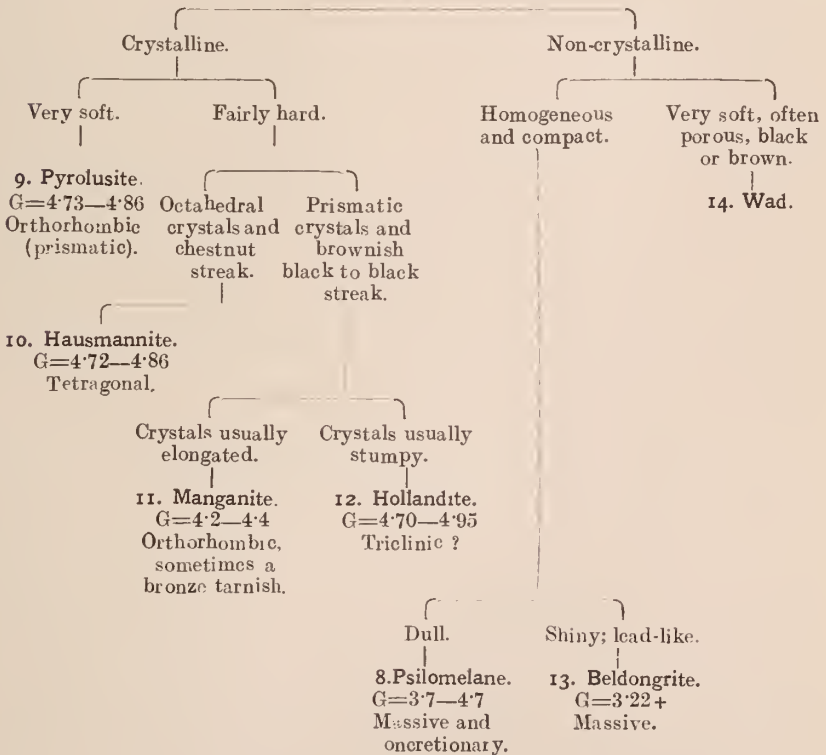 Crystalline.
Non-crystalline.
Very soft.
Fairly hard.
Homogeneous
and compact.
Very soft, often
porous, black
or brown.
14. Wad.
9. Pyrolusite.
G=4·73—4·86
Orthorhombic
(prismatic).
Octahedral
crystals and
chestnut
streak.
Prismatic
crystals and
brownish
black to black
streak.
10. Hausmannite.
G=4·72—4·86
Tetragonal.
Crystals usually
elongated.
11. Manganite.
G=4·2—4·4
Orthorhombic,
sometimes a
bronze tarnish.
Crystals usually
stumpy.
12. Hollandite.
G=4·70—4·95
Triclinic ?
Dull.
8.Psilomelane.
G=3·7—4·7
Massive and
oncretionary.
Shiny; lead-like.
13. Beldongrite.
G=3·22+
Massive.